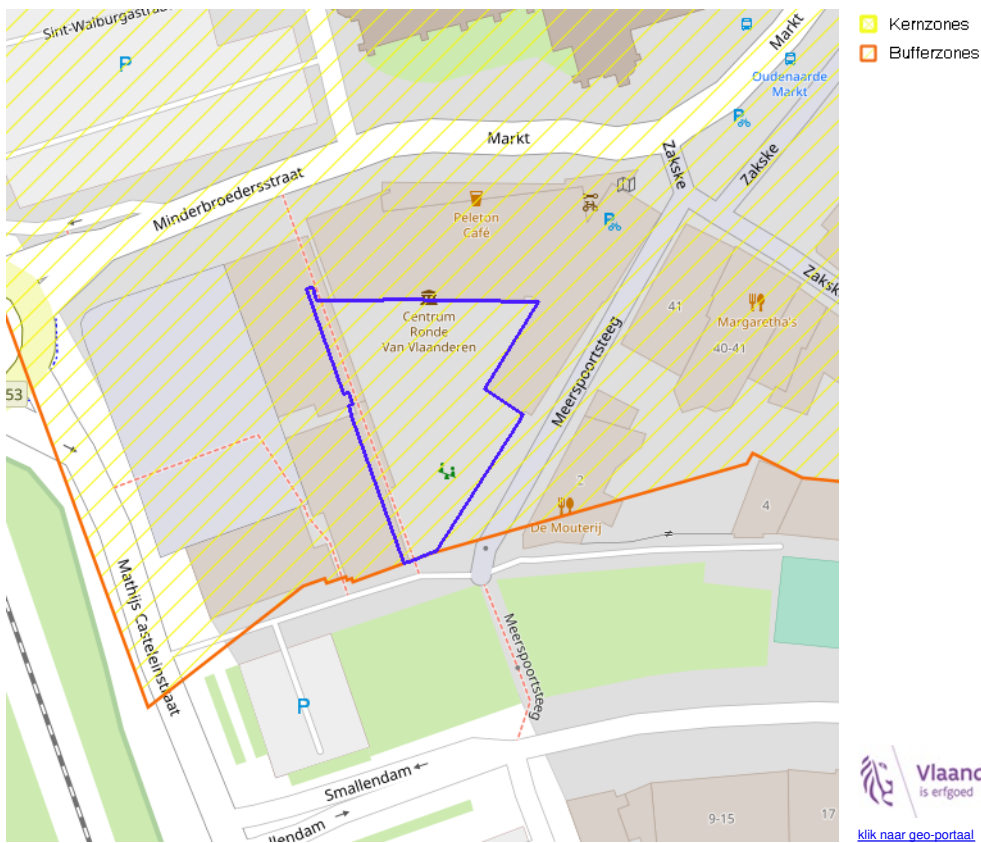 Sint-Walburgastraat
P
Markt
Oudenaarde
Markt
P
Markt
Zakske
Zakske
Minderbroedersstraat
Peleton
Café
P
Zakske
Centrum
Ronde
Van Vlaanderen
41
Margaretha's
40-41
Meerspoortsteeg
53
2
De Mouterij
4
Mathijs Casteleinstraat
Meerspoortsteeg
P
Smallendam
llendam
9-15
17
Kernzones
Bufferzones
Vlaand
is erfgoed
klik naar geo-portaal